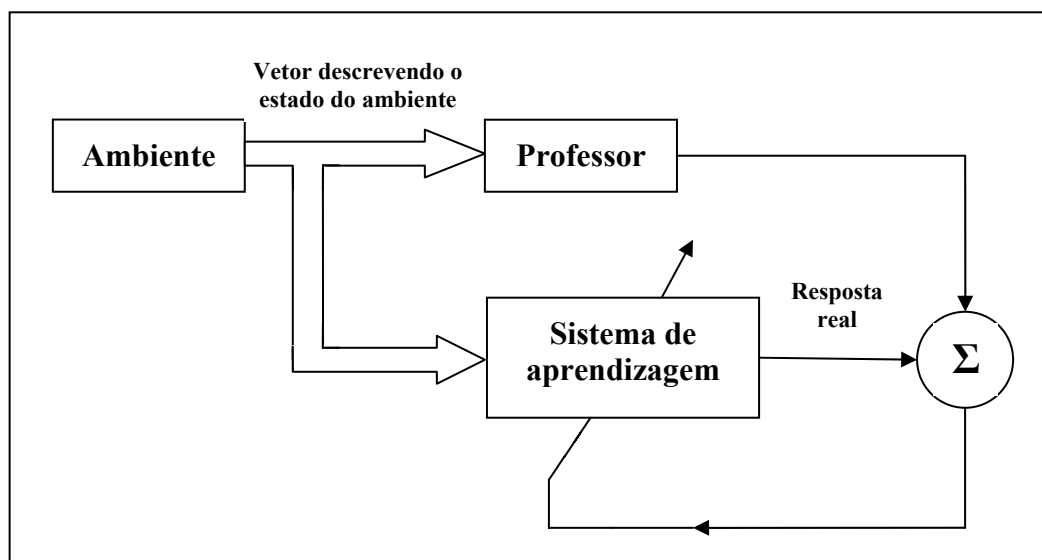 Vetor descrevendo o
estado do ambiente
Ambiente
Professor
Sistema de
aprendizagem
Resposta
real
Σ